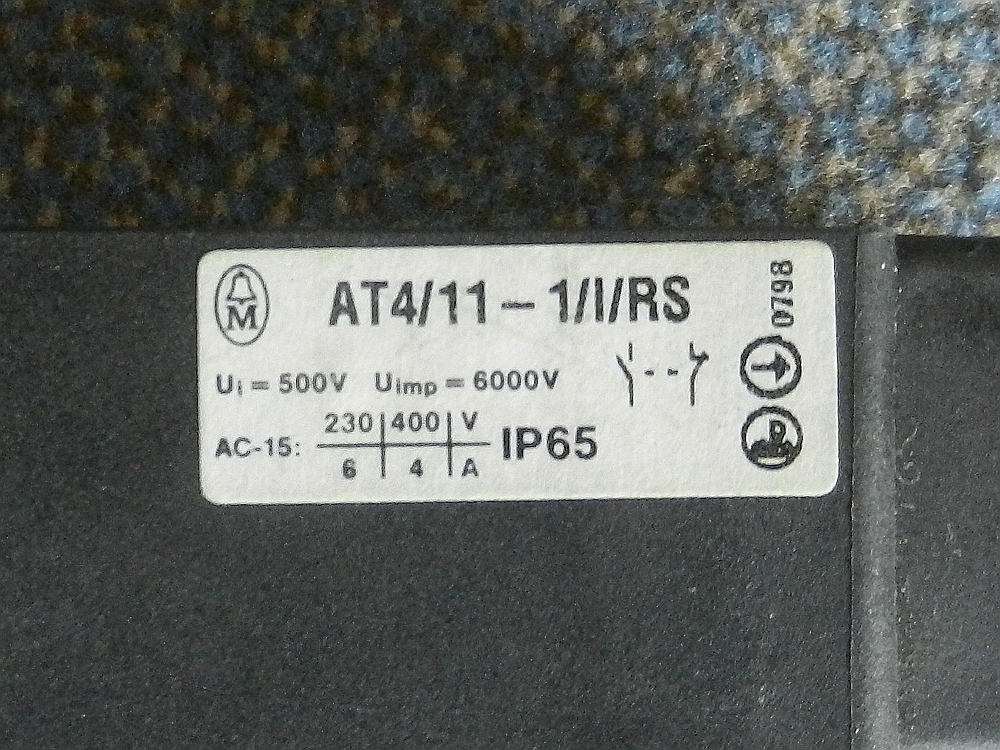 M
AT4/11-1/I/RS
0798
Ui = 500V Uimp = 6000V
AC-15:
230 400 V
6 4 A
IP65